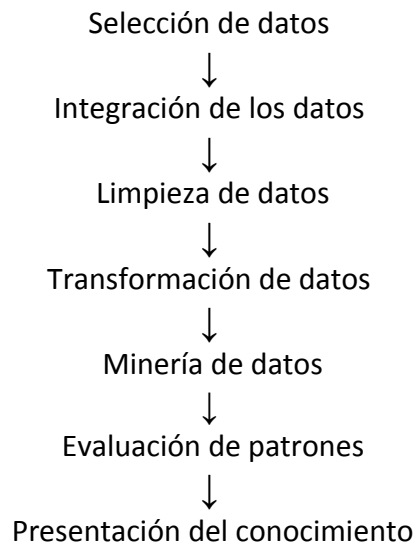 Selección de datos
↓
Integración de los datos
↓
Limpieza de datos
↓
Transformación de datos
↓
Minería de datos
↓
Evaluación de patrones
↓
Presentación del conocimiento